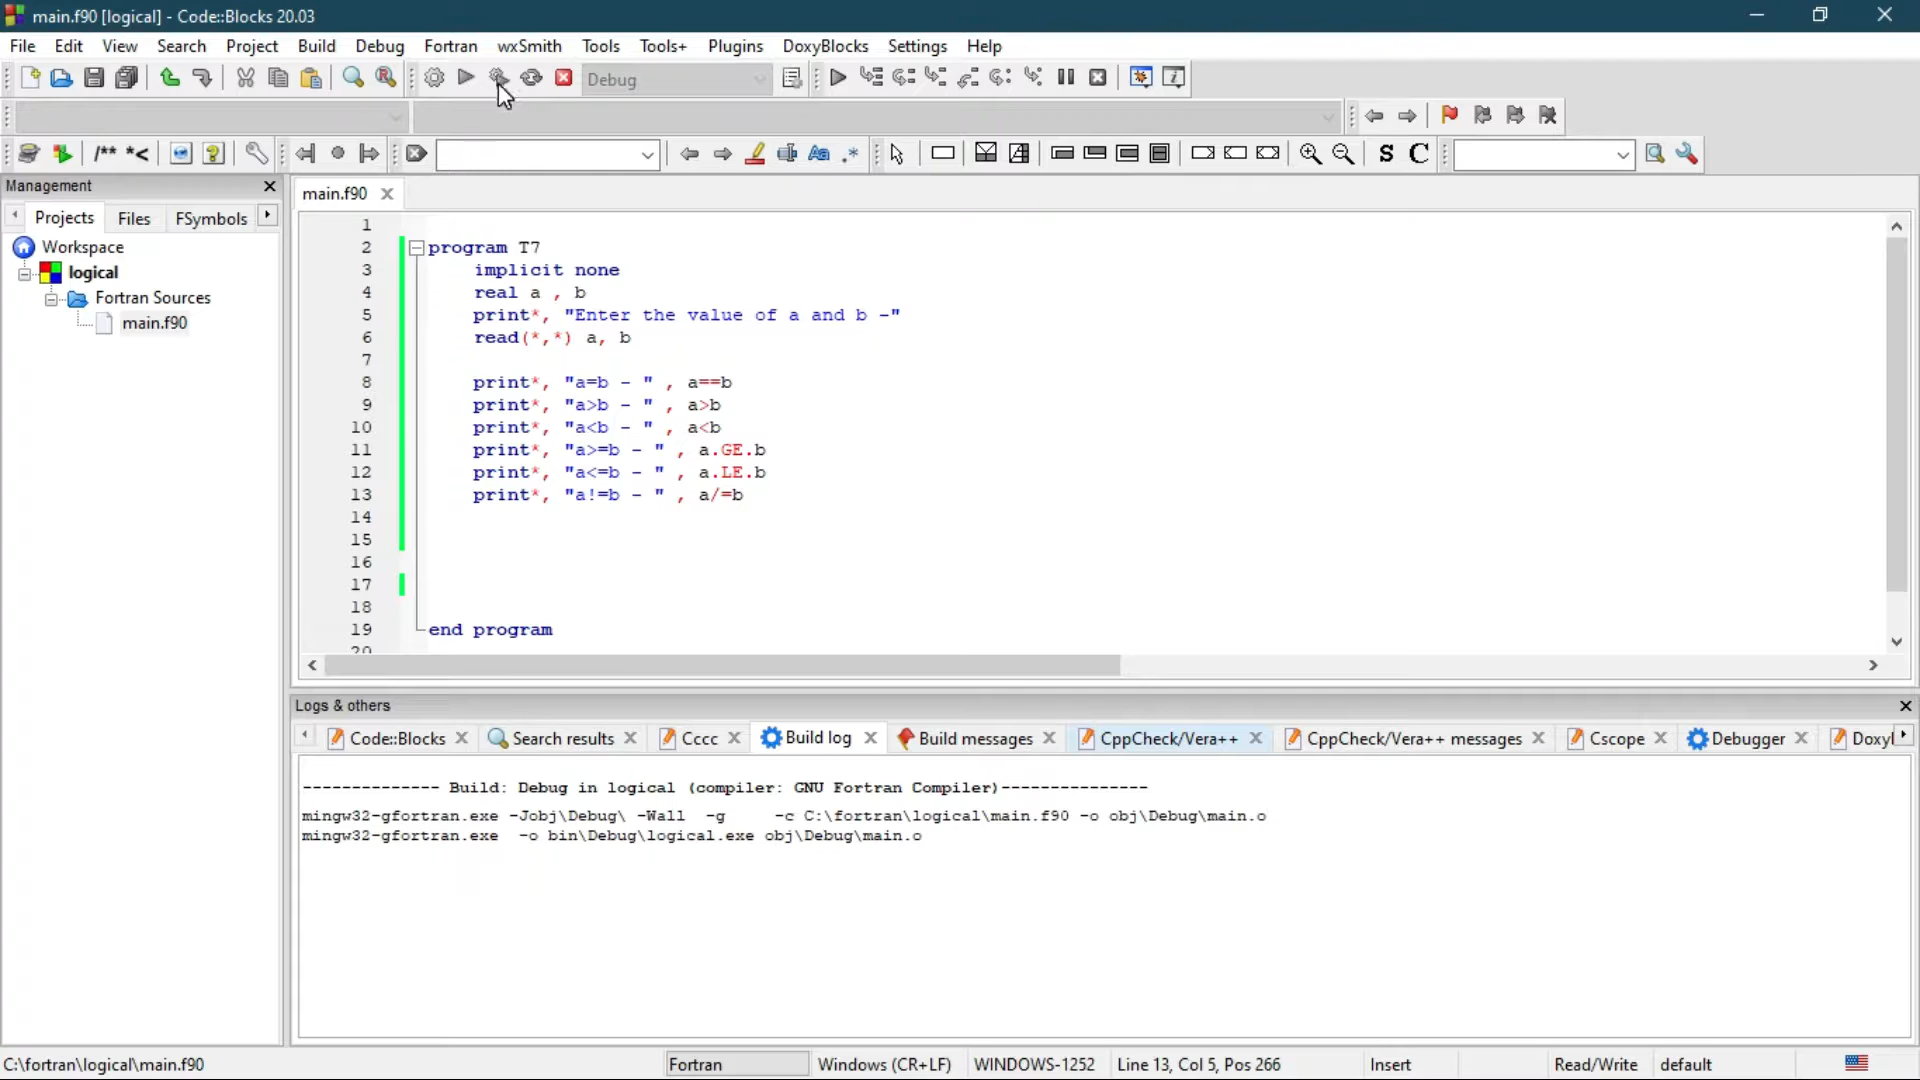 main.f90 [logical] - Code::Blocks 20.03
File Edit View Search Project Build Debug Fortran wxSmith Tools Tools+ Plugins DoxyBlocks Settings Help
Debug
/** *<
Aa .* S C
Management
main.f90
Projects Files FSymbols
Workspace
logical
Fortran Sources
main.f90
1
2 program T7
3 implicit none
4 real a , b
5 print*, "Enter the value of a and b -"
6 read(*,*) a, b
7
8 print*, "a=b - " , a==b
9 print*, "a>b - " , a>b
10 print*, "a<b - " , a<b
11 print*, "a>=b - " , a.GE.b
12 print*, "a<=b - " , a.LE.b
13 print*, "a!=b - " , a/=b
14
15
16
17
18
19 end program
20
Logs & others
Code::Blocks Search results Cccc Build log Build messages CppCheck/Vera++ CppCheck/Vera++ messages Cscope Debugger Doxyl
-------------- Build: Debug in logical (compiler: GNU Fortran Compiler)---------------
mingw32-gfortran.exe -Jobj\Debug\ -Wall -g -c C:\fortran\logical\main.f90 -o obj\Debug\main.o
mingw32-gfortran.exe -o bin\Debug\logical.exe obj\Debug\main.o
C:\fortran\logical\main.f90 Fortran Windows (CR+LF) WINDOWS-1252 Line 13, Col 5, Pos 266 Insert Read/Write default